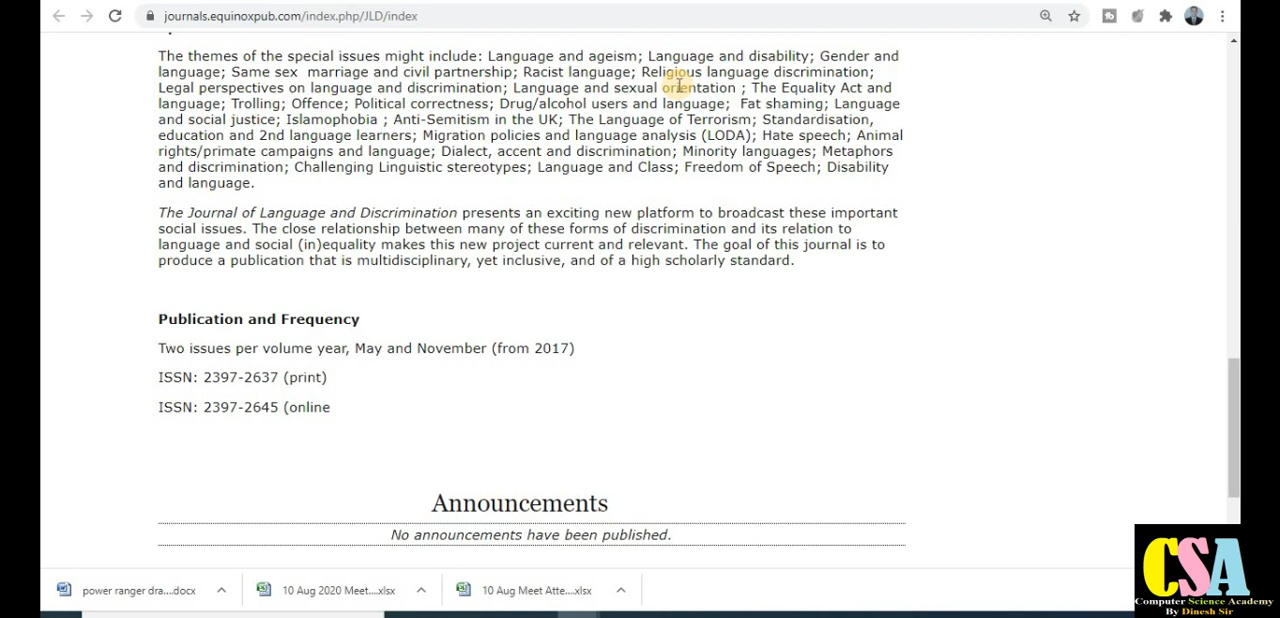 journals.equinoxpub.com/index.php/JLD/index
The themes of the special issues might include: Language and ageism; Language and disability; Gender and
language; Same sex  marriage and civil partnership; Racist language; Religious language discrimination;
Legal perspectives on language and discrimination; Language and sexual orientation ; The Equality Act and
language; Trolling; Offence; Political correctness; Drug/alcohol users and language;  Fat shaming; Language
and social justice; Islamophobia ; Anti-Semitism in the UK; The Language of Terrorism; Standardisation,
education and 2nd language learners; Migration policies and language analysis (LODA); Hate speech; Animal
rights/primate campaigns and language; Dialect, accent and discrimination; Minority languages; Metaphors
and discrimination; Challenging Linguistic stereotypes; Language and Class; Freedom of Speech; Disability
and language.
The Journal of Language and Discrimination presents an exciting new platform to broadcast these important
social issues. The close relationship between many of these forms of discrimination and its relation to
language and social (in)equality makes this new project current and relevant. The goal of this journal is to
produce a publication that is multidisciplinary, yet inclusive, and of a high scholarly standard.
Publication and Frequency
Two issues per volume year, May and November (from 2017)
ISSN: 2397-2637 (print)
ISSN: 2397-2645 (online
Announcements
No announcements have been published.
power ranger dra....docx
10 Aug 2020 Meet....xlsx
10 Aug Meet Atte....xlsx
CSA
Computer Science Academy
By Dinesh Sir